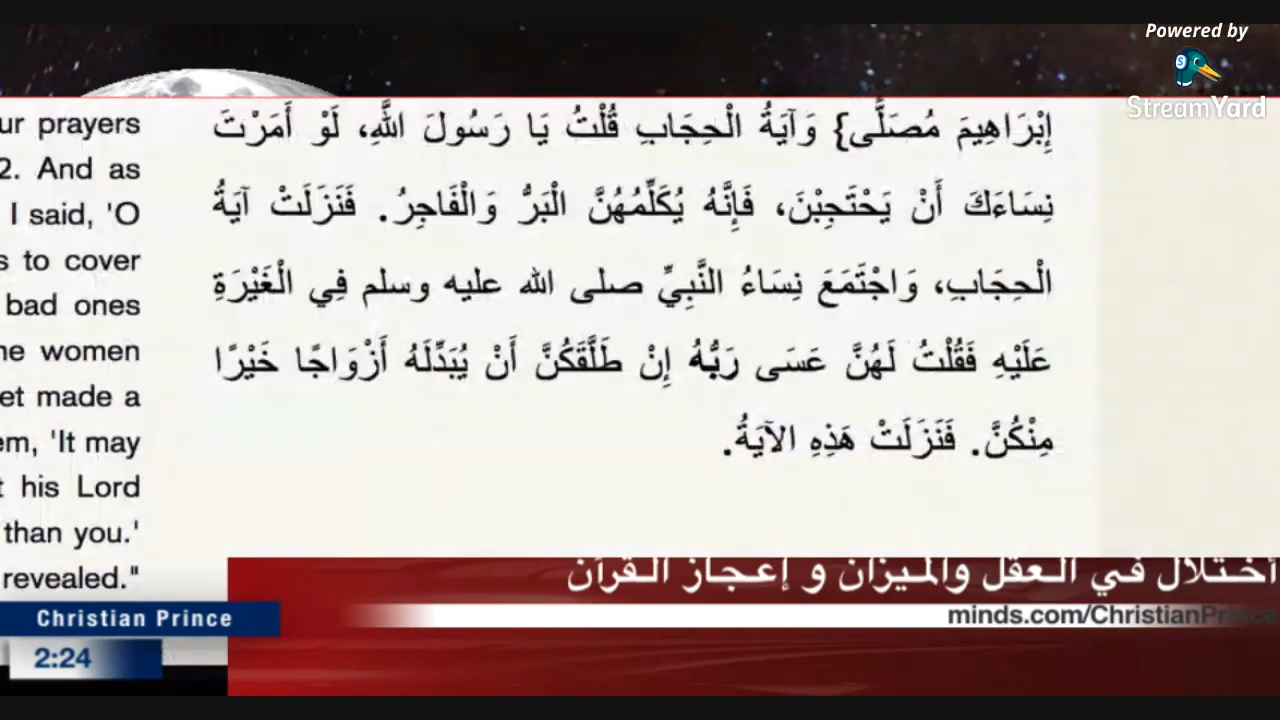 Powered by
StreamYard
ur prayers
2. And as
I said, 'O
s to cover
bad ones
ne women
et made a
em, 'It may
t his Lord
than you.'
revealed."
إِبْرَاهِيمَ مُصَلًّى} وَآيَةُ الْحِجَابِ قُلْتُ يَا رَسُولَ اللَّهِ، لَوْ أَمَرْتَ
نِسَاءَكَ أَنْ يَحْتَجِبْنَ، فَإِنَّهُ يُكَلِّمُهُنَّ الْبَرُّ وَالْفَاجِرُ. فَنَزَلَتْ آيَةُ
الْحِجَابِ، وَاجْتَمَعَ نِسَاءُ النَّبِيِّ صلى الله عليه وسلم فِي الْغَيْرَةِ
عَلَيْهِ فَقُلْتُ لَهُنَّ عَسَى رَبُّهُ إِنْ طَلَّقَكُنَّ أَنْ يُبَدِّلَهُ أَزْوَاجًا خَيْرًا
مِنْكُنَّ. فَنَزَلَتْ هَذِهِ الآيَةُ.
أختلال في العقل والميزان و إعجاز القرآن
minds.com/ChristianPrince
Christian Prince
2:24